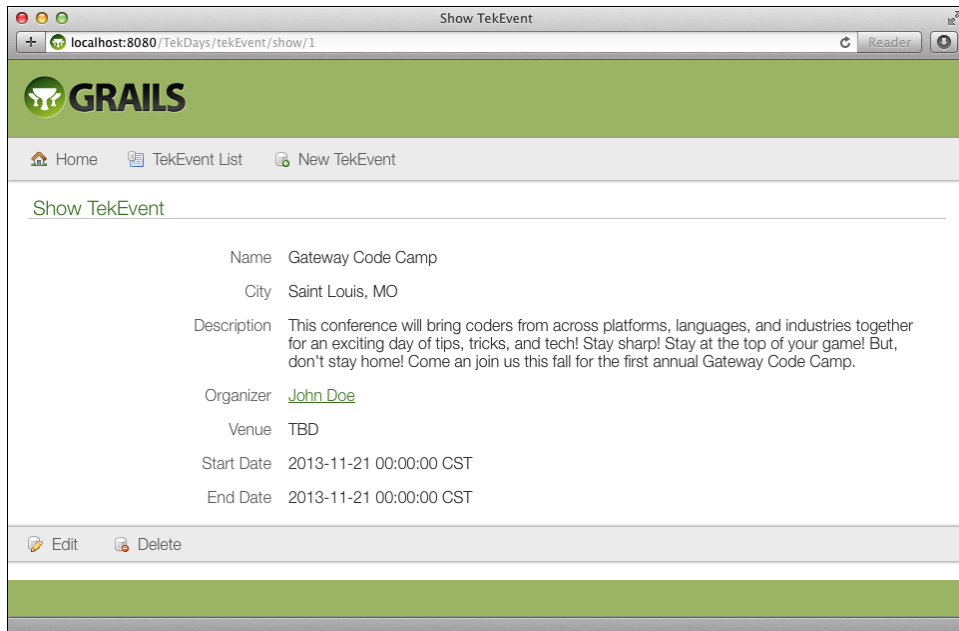 Show TekEvent
+ localhost:8080/TekDays/tekEvent/show/1 Reader
GRAILS
Home TekEvent List New TekEvent
Show TekEvent
Name Gateway Code Camp
City Saint Louis, MO
Description This conference will bring coders from across platforms, languages, and industries together
for an exciting day of tips, tricks, and tech! Stay sharp! Stay at the top of your game! But,
don't stay home! Come an join us this fall for the first annual Gateway Code Camp.
Organizer John Doe
Venue TBD
Start Date 2013-11-21 00:00:00 CST
End Date 2013-11-21 00:00:00 CST
Edit Delete